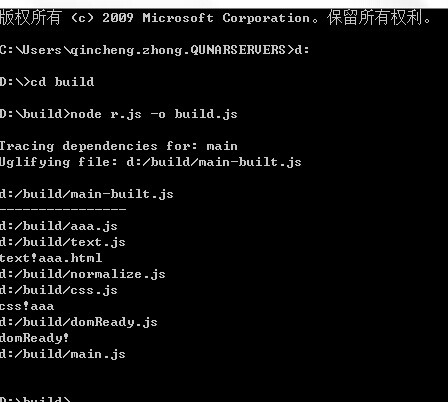 版权所有 (c) 2009 Microsoft Corporation。保留所有权利。
C:\Users\qincheng.zhong.QUNARSERVERS>d:
D:\>cd build
D:\build>node r.js -o build.js
Tracing dependencies for: main
Uglifying file: d:/build/main-built.js
d:/build/main-built.js
----------------
d:/build/aaa.js
d:/build/text.js
text!aaa.html
d:/build/normalize.js
d:/build/css.js
css!aaa
d:/build/domReady.js
domReady!
d:/build/main.js
D:\build>